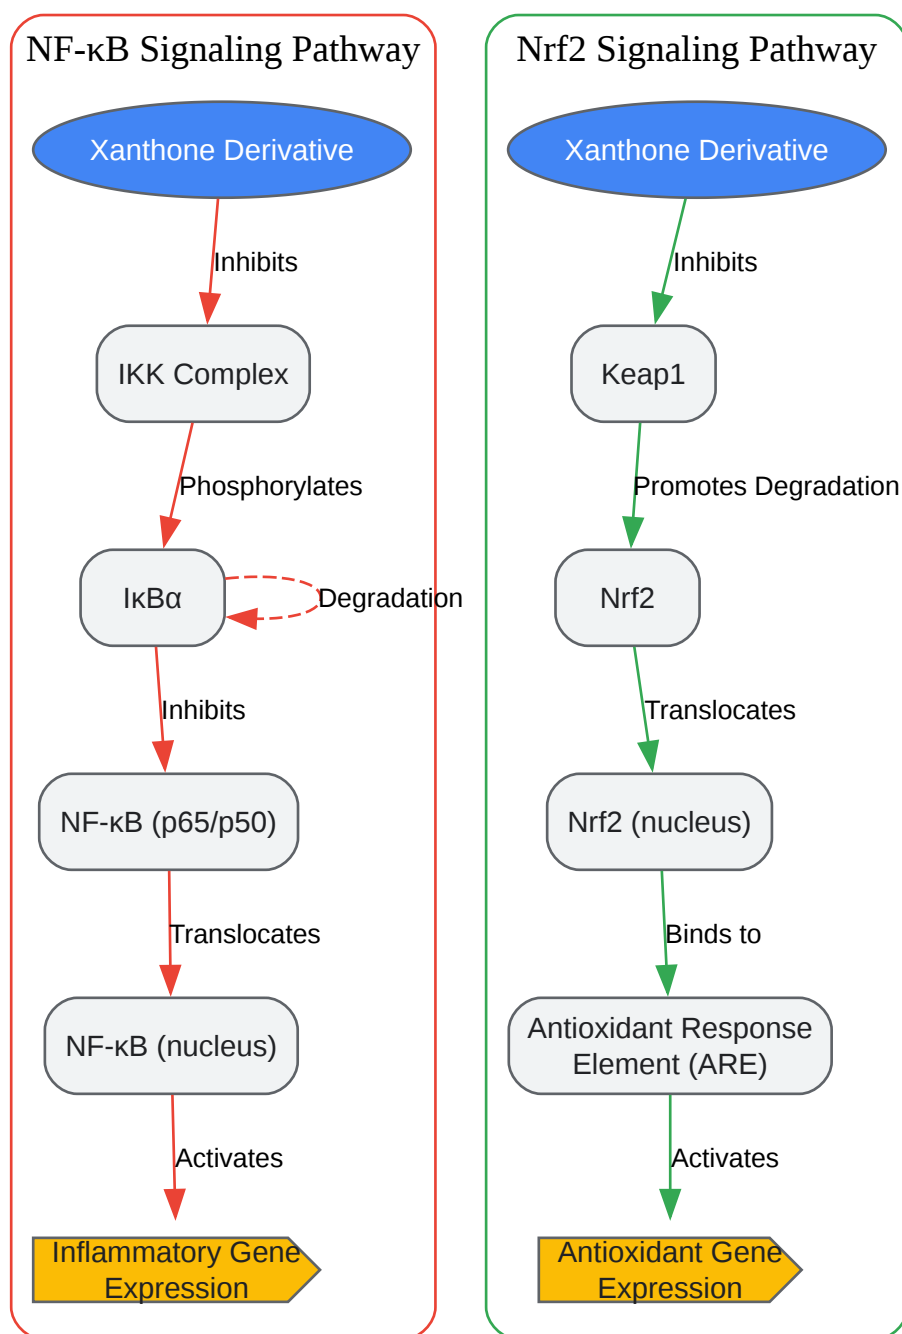 NF-κB Signaling Pathway
Xanthone Derivative
Inhibits
IKK Complex
Phosphorylates
IκBα
Degradation
Inhibits
NF-κB (p65/p50)
Translocates
NF-κB (nucleus)
Activates
Inflammatory Gene
Expression
Nrf2 Signaling Pathway
Xanthone Derivative
Inhibits
Keap1
Promotes Degradation
Nrf2
Translocates
Nrf2 (nucleus)
Binds to
Antioxidant Response
Element (ARE)
Activates
Antioxidant Gene
Expression